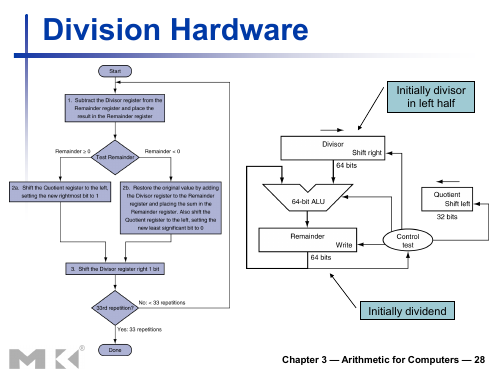 Division Hardware
Start
1. Subtract the Divisor register from the
Remainder register and place the
result in the Remainder register
Remainder ≥ 0
Remainder < 0
Test Remainder
2a. Shift the Quotient register to the left,
setting the new rightmost bit to 1
2b. Restore the original value by adding
the Divisor register to the Remainder
register and placing the sum in the
Remainder register. Also shift the
Quotient register to the left, setting the
new least significant bit to 0
3. Shift the Divisor register right 1 bit
33rd repetition?
No: < 33 repetitions
Yes: 33 repetitions
Done
Initially divisor
in left half
Divisor
Shift right
64 bits
64-bit ALU
Quotient
Shift left
32 bits
Remainder
Write
Control
test
64 bits
Initially dividend
MK®
Chapter 3 — Arithmetic for Computers — 28